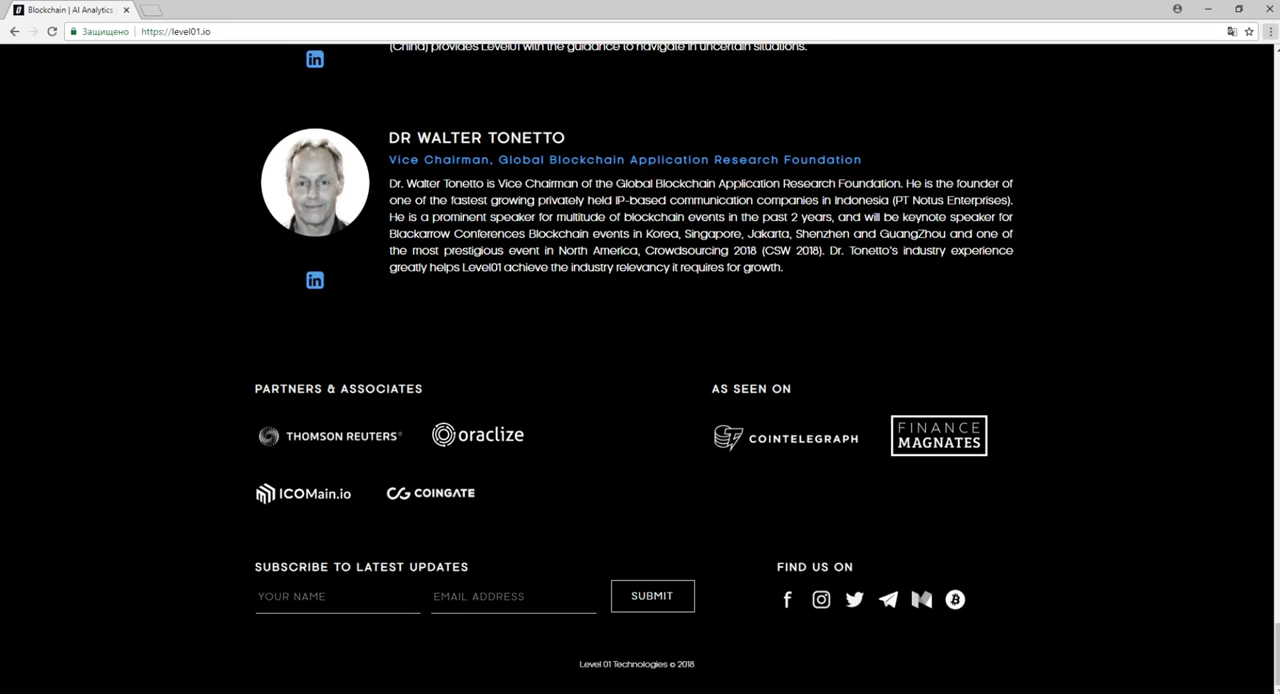 Blockchain | AI Analytics
Защищено
https://level01.io
(China) provides Level01 with the guidance to navigate in uncertain situations.
in
DR WALTER TONETTO
Vice Chairman, Global Blockchain Application Research Foundation
Dr. Walter Tonetto is Vice Chairman of the Global Blockchain Application Research Foundation. He is the founder of
one of the fastest growing privately held IP-based communication companies in Indonesia (PT Notus Enterprises).
He is a prominent speaker for multitude of blockchain events in the past 2 years, and will be keynote speaker for
Blackarrow Conferences Blockchain events in Korea, Singapore, Jakarta, Shenzhen and GuangZhou and one of
the most prestigious event in North America, Crowdsourcing 2018 (CSW 2018). Dr. Tonetto's industry experience
greatly helps Level01 achieve the industry relevancy it requires for growth.
in
PARTNERS & ASSOCIATES
AS SEEN ON
THOMSON REUTERS®
oraclize
COINTELEGRAPH
FINANCE
MAGNATES
ICOMain.io
COINGATE
SUBSCRIBE TO LATEST UPDATES
FIND US ON
YOUR NAME
EMAIL ADDRESS
SUBMIT
Level 01 Technologies © 2018